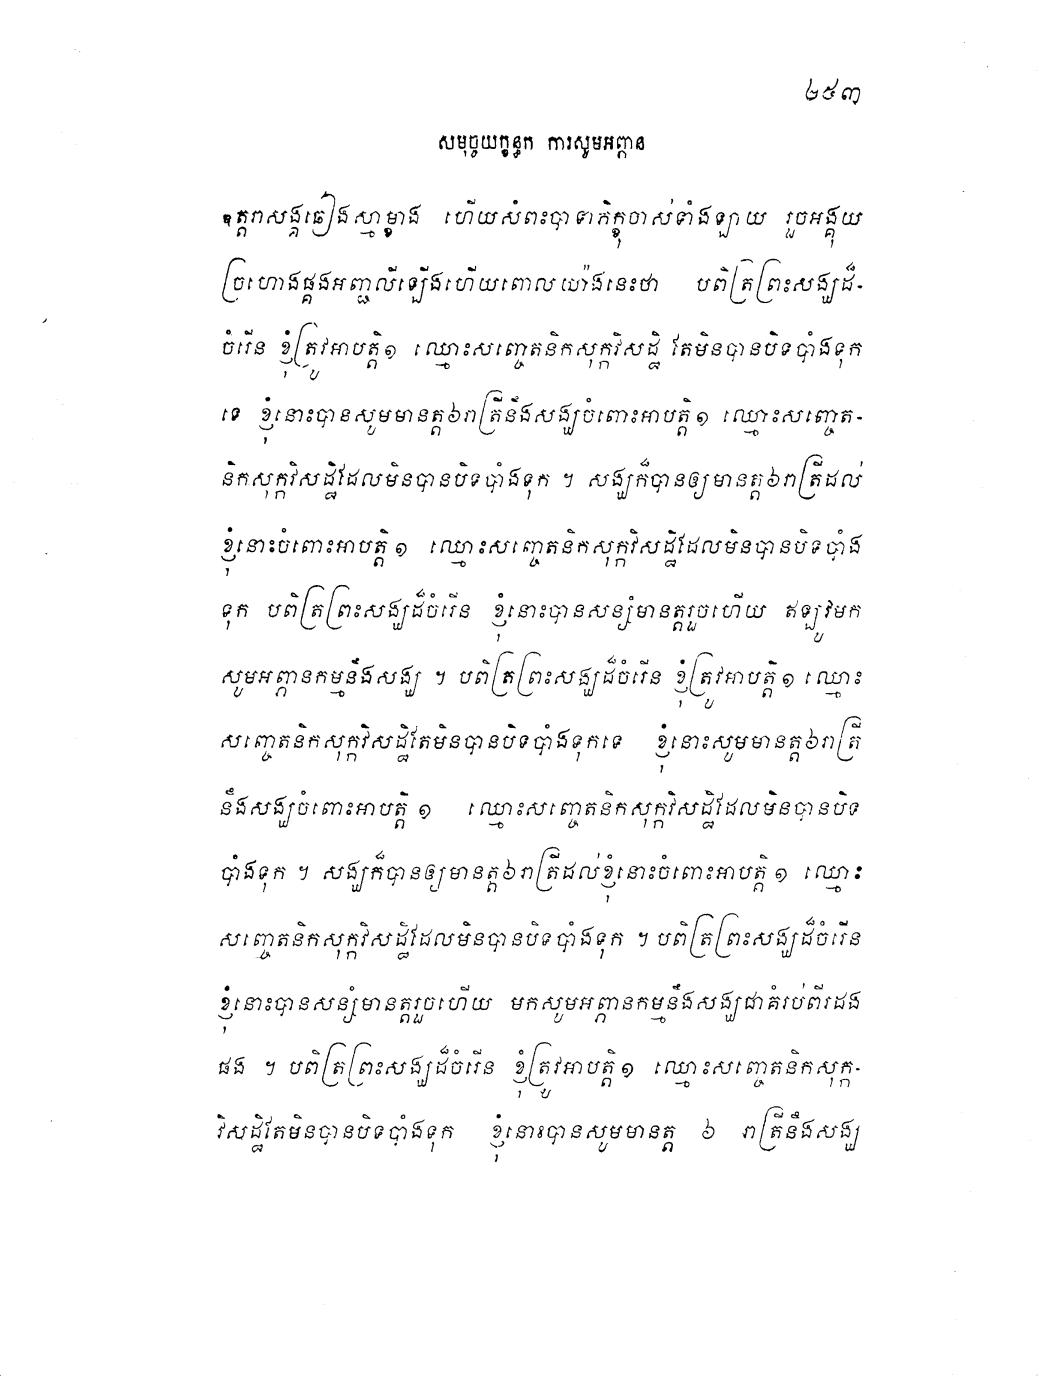 ២៥៣
សមុច្ចយក្ខន្ធក ការសូមអព្ភាន
ឧត្តរាសង្គឆៀងស្មាម្ខាង ហើយសំពះបាទាភិក្ខុចាស់ទាំងឡាយ រួចអង្គុយ
ច្រហោងផ្គងអញ្ជលីឡើងហើយពោលយ៉ាងនេះថា បពិត្រព្រះសង្ឃដ៏-
ចំរើន ខ្ញុំត្រូវអាបត្តិ១ ឈ្មោះសញ្ចេតនិកសុក្កវិសដ្ឋិ តែមិនបានបិទបាំងទុក
ទេ ខ្ញុំនោះបានសូមមានត្ត៦រាត្រីនឹងសង្ឃចំពោះអាបត្តិ១ ឈ្មោះសញ្ចេត-
និកសុក្កវិសដ្ឋិដែលមិនបានបិទបាំងទុក ។ សង្ឃក៏បានឲ្យមានត្ត៦រាត្រីដល់
ខ្ញុំនោះចំពោះអាបត្តិ១ ឈ្មោះសញ្ចេតនិកសុក្កវិសដ្ឋិដែលមិនបានបិទបាំង
ទុក បពិត្រព្រះសង្ឃដ៏ចំរើន ខ្ញុំនោះបានសន្សំមានត្តរួចហើយ ឥឡូវមក
សូមអព្ភានកម្មនឹងសង្ឃ ។ បពិត្រព្រះសង្ឃដ៏ចំរើន ខ្ញុំត្រូវអាបត្តិ១ ឈ្មោះ
សញ្ចេតនិកសុក្កវិសដ្ឋិតែមិនបានបិទបាំងទុកទេ ខ្ញុំនោះសូមមានត្ត៦រាត្រី
នឹងសង្ឃចំពោះអាបត្តិ ១ ឈ្មោះសញ្ចេតនិកសុក្កវិសដ្ឋិដែលមិនបានបិទ
បាំងទុក ។ សង្ឃក៏បានឲ្យមានត្ត៦រាត្រីដល់ខ្ញុំនោះចំពោះអាបត្តិ១ ឈ្មោះ
សញ្ចេតនិកសុក្កវិសដ្ឋិដែលមិនបានបិទបាំងទុក ។ បពិត្រព្រះសង្ឃដ៏ចំរើន
ខ្ញុំនោះបានសន្សំមានត្តរួចហើយ មកសូមអព្ភានកម្មនឹងសង្ឃជាគំរប់ពីរដង
ផង ។ បពិត្រព្រះសង្ឃដ៏ចំរើន ខ្ញុំត្រូវអាបត្តិ១ ឈ្មោះសញ្ចេតនិកសុក្ក-
វិសដ្ឋិតែមិនបានបិទបាំងទុក ខ្ញុំនោះបានសូមមានត្ត ៦ រាត្រីនឹងសង្ឃ